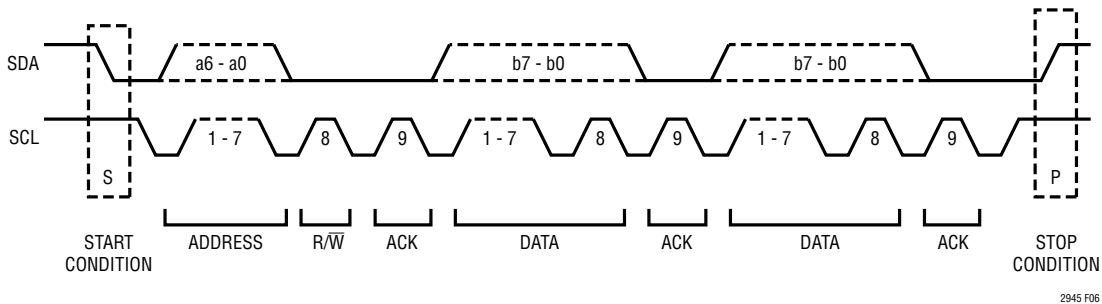 SDA
a6 - a0
b7 - b0
b7 - b0
SCL
1 - 7
8
9
1 - 7
8
9
1 - 7
8
9
S
P
START
CONDITION
ADDRESS
R/W̅
ACK
DATA
ACK
DATA
ACK
STOP
CONDITION
2945 F06